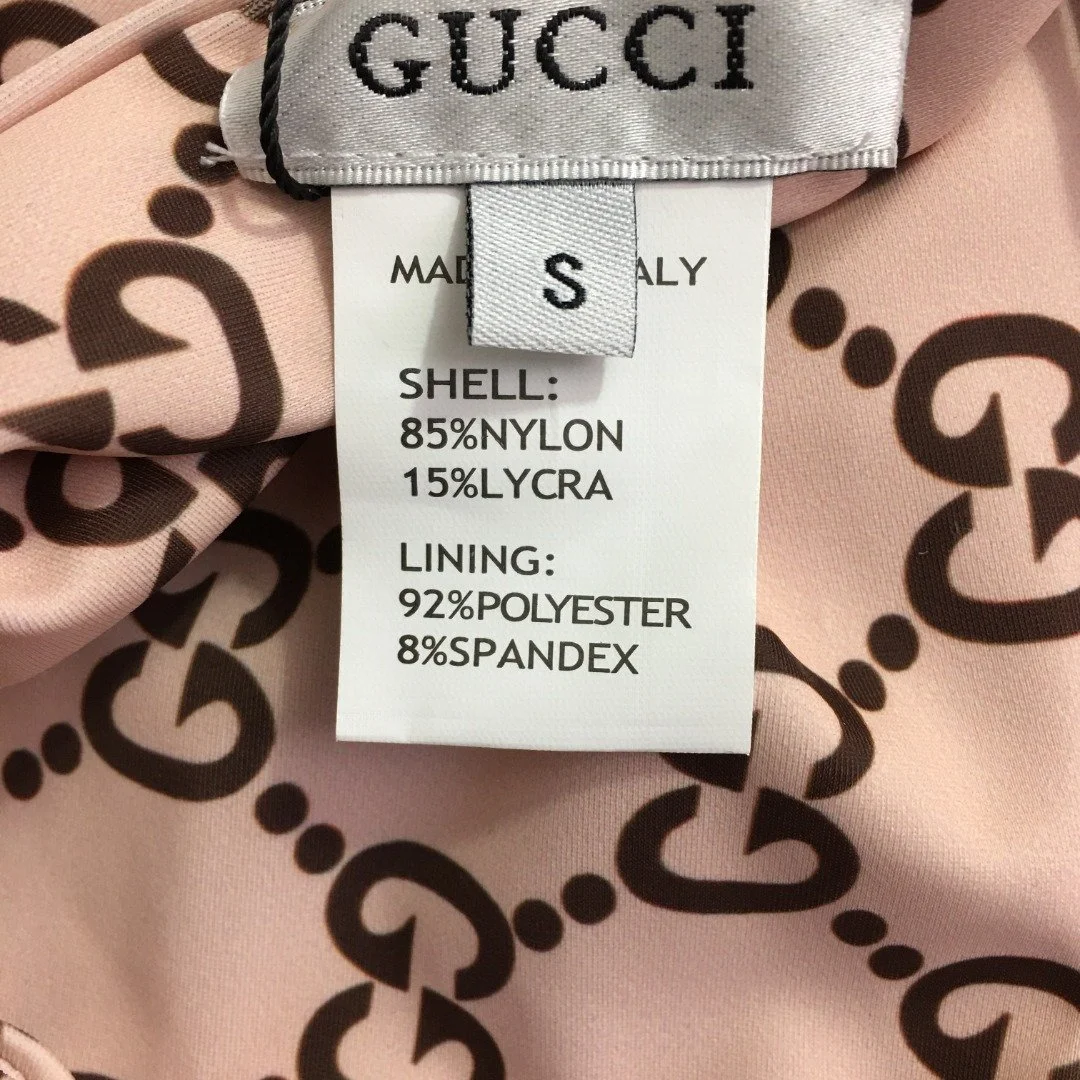 GUCCI
S
MAD ALY
SHELL:
85%NYLON
15%LYCRA
LINING:
92%POLYESTER
8%SPANDEX